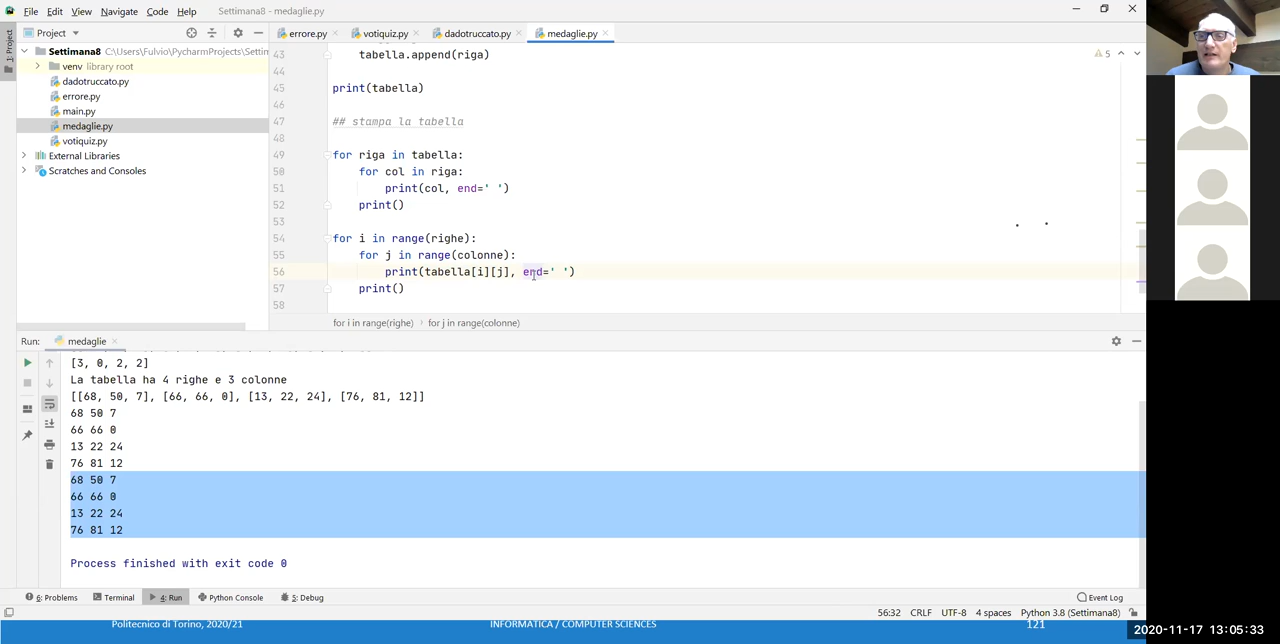 File Edit View Navigate Code Help Settimana8 - medaglie.py
Project
errore.py votiquiz.py dadotruccato.py medaglie.py
1: Project
Settimana8 C:\Users\Fulvio\PycharmProjects\Settim
venv library root
dadotruccato.py
errore.py
main.py
medaglie.py
votiquiz.py
External Libraries
Scratches and Consoles
43 tabella.append(riga)
44
45 print(tabella)
46
47 ## stampa la tabella
48
49 for riga in tabella:
50 for col in riga:
51 print(col, end=' ')
52 print()
53
54 for i in range(righe):
55 for j in range(colonne):
56 print(tabella[i][j], end=' ')
57 print()
58
5
for i in range(righe) › for j in range(colonne)
Run: medaglie
[3, 0, 2, 2]
La tabella ha 4 righe e 3 colonne
[[68, 50, 7], [66, 66, 0], [13, 22, 24], [76, 81, 12]]
68 50 7
66 66 0
13 22 24
76 81 12
68 50 7
66 66 0
13 22 24
76 81 12
Process finished with exit code 0
6: Problems Terminal 4: Run Python Console 5: Debug Event Log
56:32 CRLF UTF-8 4 spaces Python 3.8 (Settimana8)
Politecnico di Torino, 2020/21 INFORMATICA / COMPUTER SCIENCES 121
2020-11-17 13:05:33